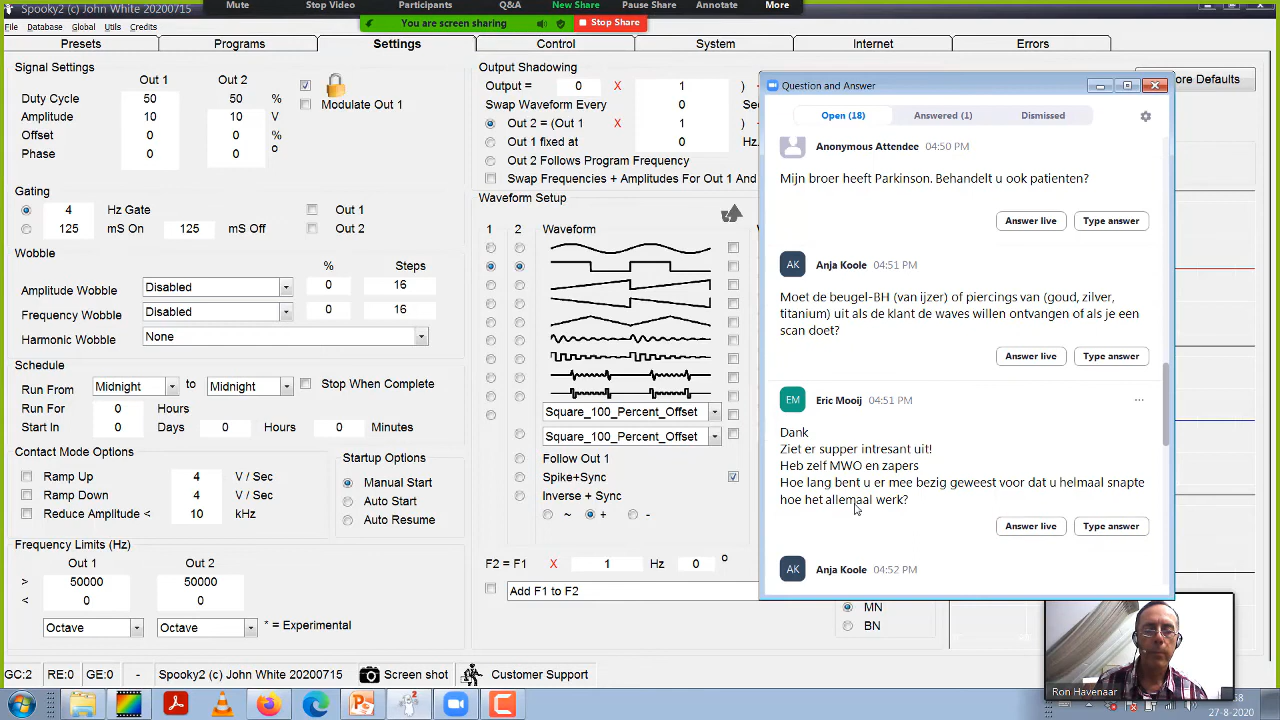 Mute Stop Video Participants Q&A New Share Pause Share Annotate More
Spooky2 (c) John White 20200715
You are screen sharing Stop Share
File Database Global Utils Credits
Presets Programs Settings Control System Internet Errors
Signal Settings
Out 1 Out 2
Duty Cycle 50 50 %
Amplitude 10 10 V
Offset 0 0 %
Phase 0 0 °
Modulate Out 1
Gating
4 Hz Gate Out 1
125 mS On 125 mS Off Out 2
Wobble
% Steps
Amplitude Wobble Disabled 0 16
Frequency Wobble Disabled 0 16
Harmonic Wobble None
Schedule
Run From Midnight to Midnight Stop When Complete
Run For 0 Hours
Start In 0 Days 0 Hours 0 Minutes
Contact Mode Options
Ramp Up 4 V / Sec
Ramp Down 4 V / Sec
Reduce Amplitude < 10 kHz
Startup Options
Manual Start
Auto Start
Auto Resume
Frequency Limits (Hz)
Out 1 Out 2
> 50000 50000
< 0 0
Octave Octave * = Experimental
Output Shadowing
Output = 0 X 1 ) -
Swap Waveform Every 0 Sec
Out 2 = (Out 1 X 1 ) -
Out 1 fixed at 0 Hz.
Out 2 Follows Program Frequency
Swap Frequencies + Amplitudes For Out 1 And
Waveform Setup
1 2 Waveform
Square_100_Percent_Offset
Square_100_Percent_Offset
Follow Out 1
Spike+Sync
Inverse + Sync
~ + -
F2 = F1 X 1 Hz 0 °
Add F1 to F2
MN
BN
ore Defaults
Question and Answer
Open (18) Answered (1) Dismissed
Anonymous Attendee 04:50 PM
Mijn broer heeft Parkinson. Behandelt u ook patienten?
Answer live Type answer
AK Anja Koole 04:51 PM
Moet de beugel-BH (van ijzer) of piercings van (goud, zilver,
titanium) uit als de klant de waves willen ontvangen of als je een
scan doet?
Answer live Type answer
EM Eric Mooij 04:51 PM ...
Dank
Ziet er supper intresant uit!
Heb zelf MWO en zapers
Hoe lang bent u er mee bezig geweest voor dat u helmaal snapte
hoe het allemaal werk?
Answer live Type answer
AK Anja Koole 04:52 PM
GC:2 RE:0 GE:0 - Spooky2 (c) John White 20200715 Screen shot Customer Support
Ron Havenaar
58
27-8-2020